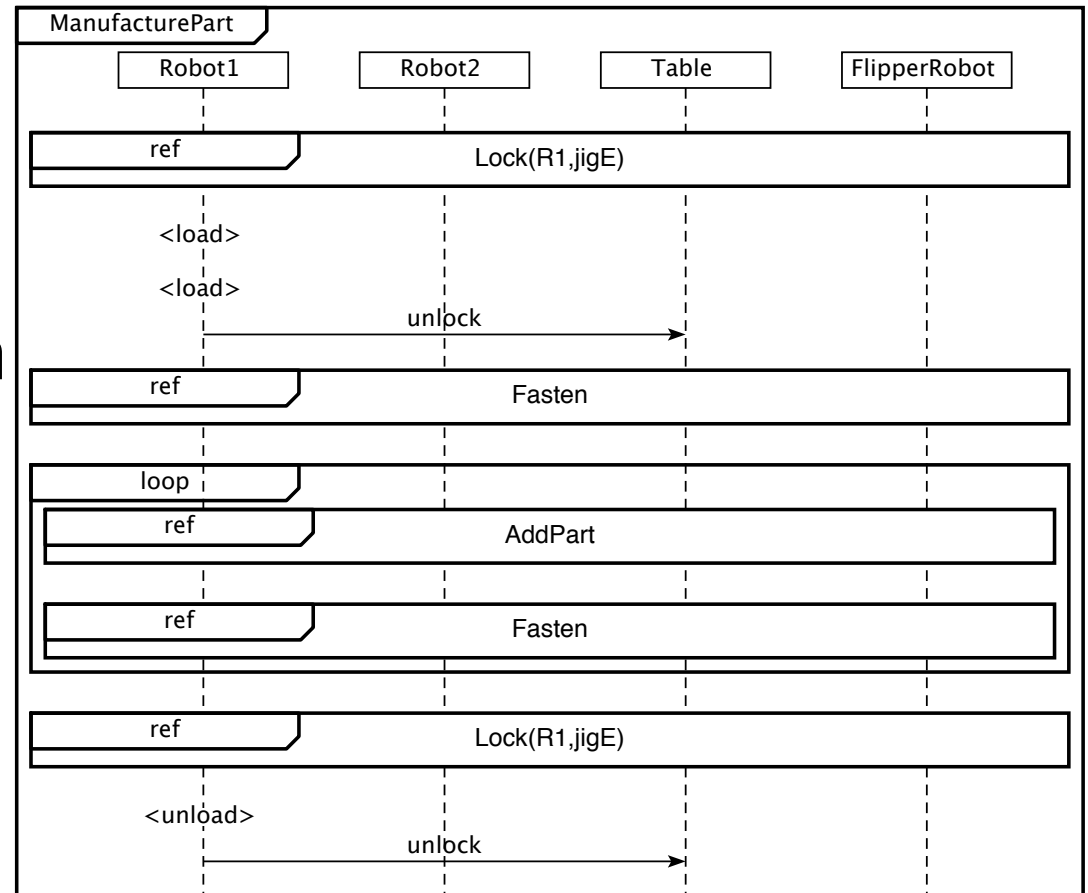 ManufacturePart
Robot1 Robot2 Table FlipperRobot
ref Lock(R1,jigE)
<load>
<load>
unlock
ref Fasten
loop
ref AddPart
ref Fasten
ref Lock(R1,jigE)
<unload>
unlock